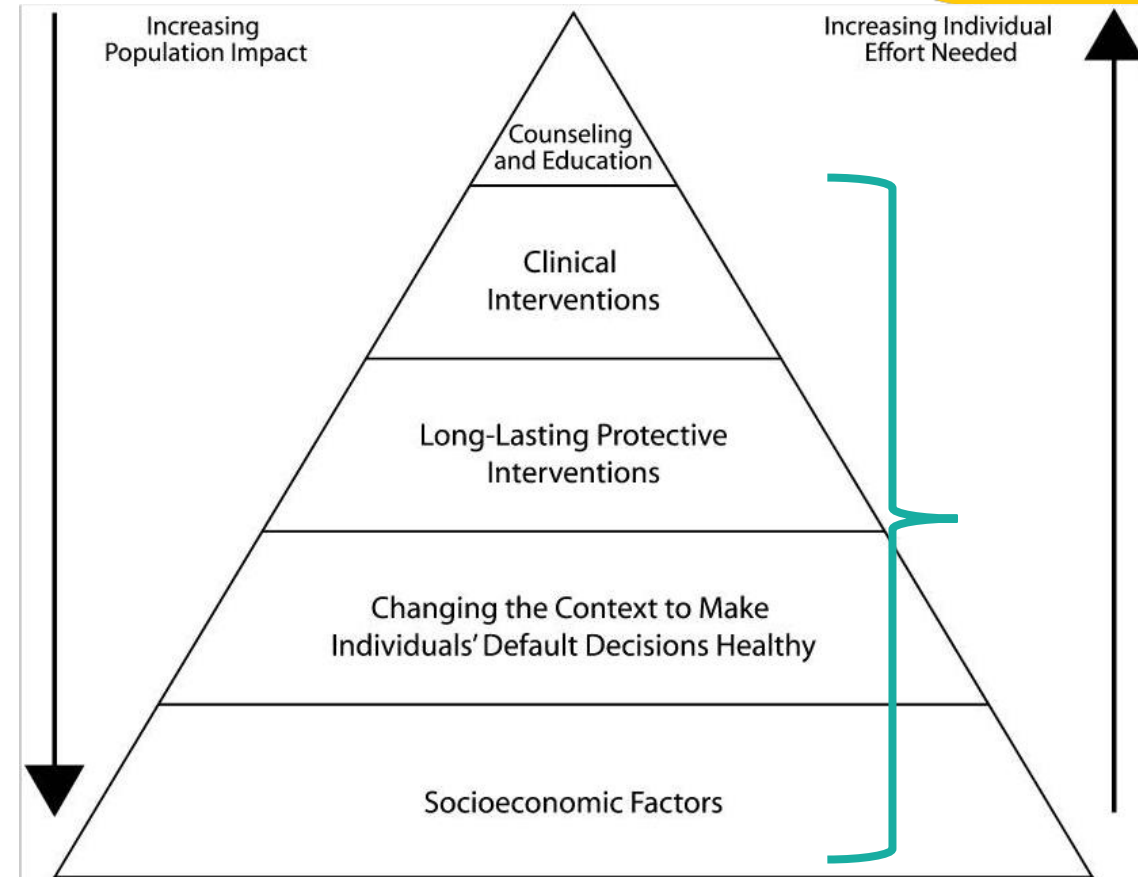 Increasing
Population Impact
Increasing Individual
Effort Needed
Counseling
and Education
Clinical
Interventions
Long-Lasting Protective
Interventions
Changing the Context to Make
Individuals' Default Decisions Healthy
Socioeconomic Factors